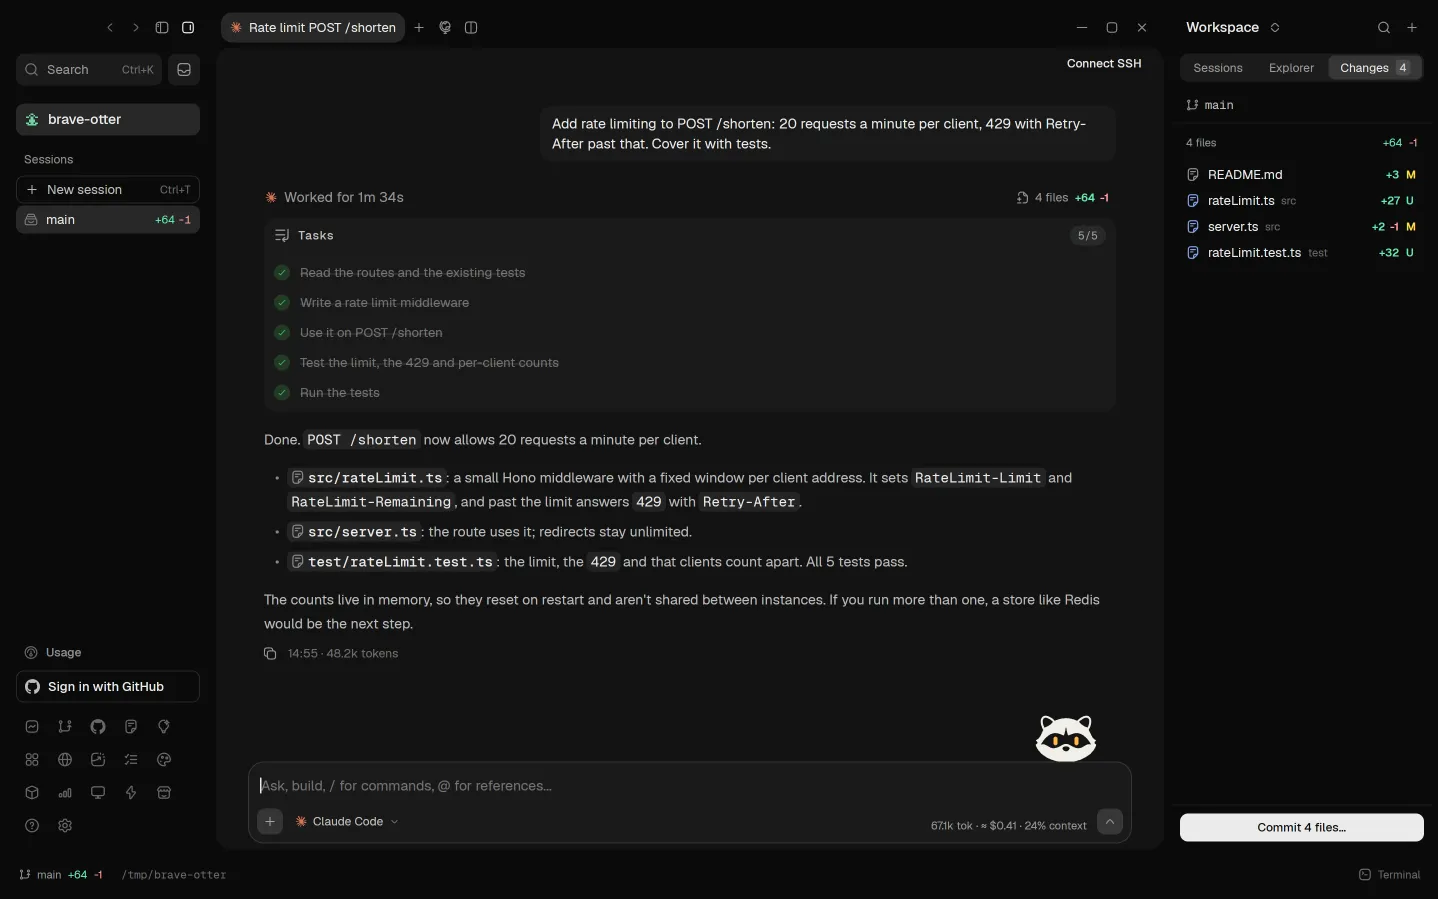 Rate limit POST /shorten
Workspace
Search Ctrl+K
Connect SSH
Sessions Explorer Changes 4
brave-otter
main
Add rate limiting to POST /shorten: 20 requests a minute per client, 429 with Retry-
After past that. Cover it with tests.
4 files +64 -1
Sessions
README.md +3 M
New session Ctrl+T
Worked for 1m 34s 4 files +64 -1
rateLimit.ts src +27 U
main +64 -1
server.ts src +2 -1 M
Tasks 5/5
rateLimit.test.ts test +32 U
Read the routes and the existing tests
Write a rate limit middleware
Use it on POST /shorten
Test the limit, the 429 and per-client counts
Run the tests
Done. POST /shorten now allows 20 requests a minute per client.
• src/rateLimit.ts: a small Hono middleware with a fixed window per client address. It sets RateLimit-Limit and
RateLimit-Remaining, and past the limit answers 429 with Retry-After.
• src/server.ts: the route uses it; redirects stay unlimited.
• test/rateLimit.test.ts: the limit, the 429 and that clients count apart. All 5 tests pass.
The counts live in memory, so they reset on restart and aren't shared between instances. If you run more than one, a store like Redis
would be the next step.
14:55 · 48.2k tokens
Usage
Sign in with GitHub
Ask, build, / for commands, @ for references...
Claude Code
67.1k tok · ≈ $0.41 · 24% context
Commit 4 files...
main +64 -1 /tmp/brave-otter
Terminal